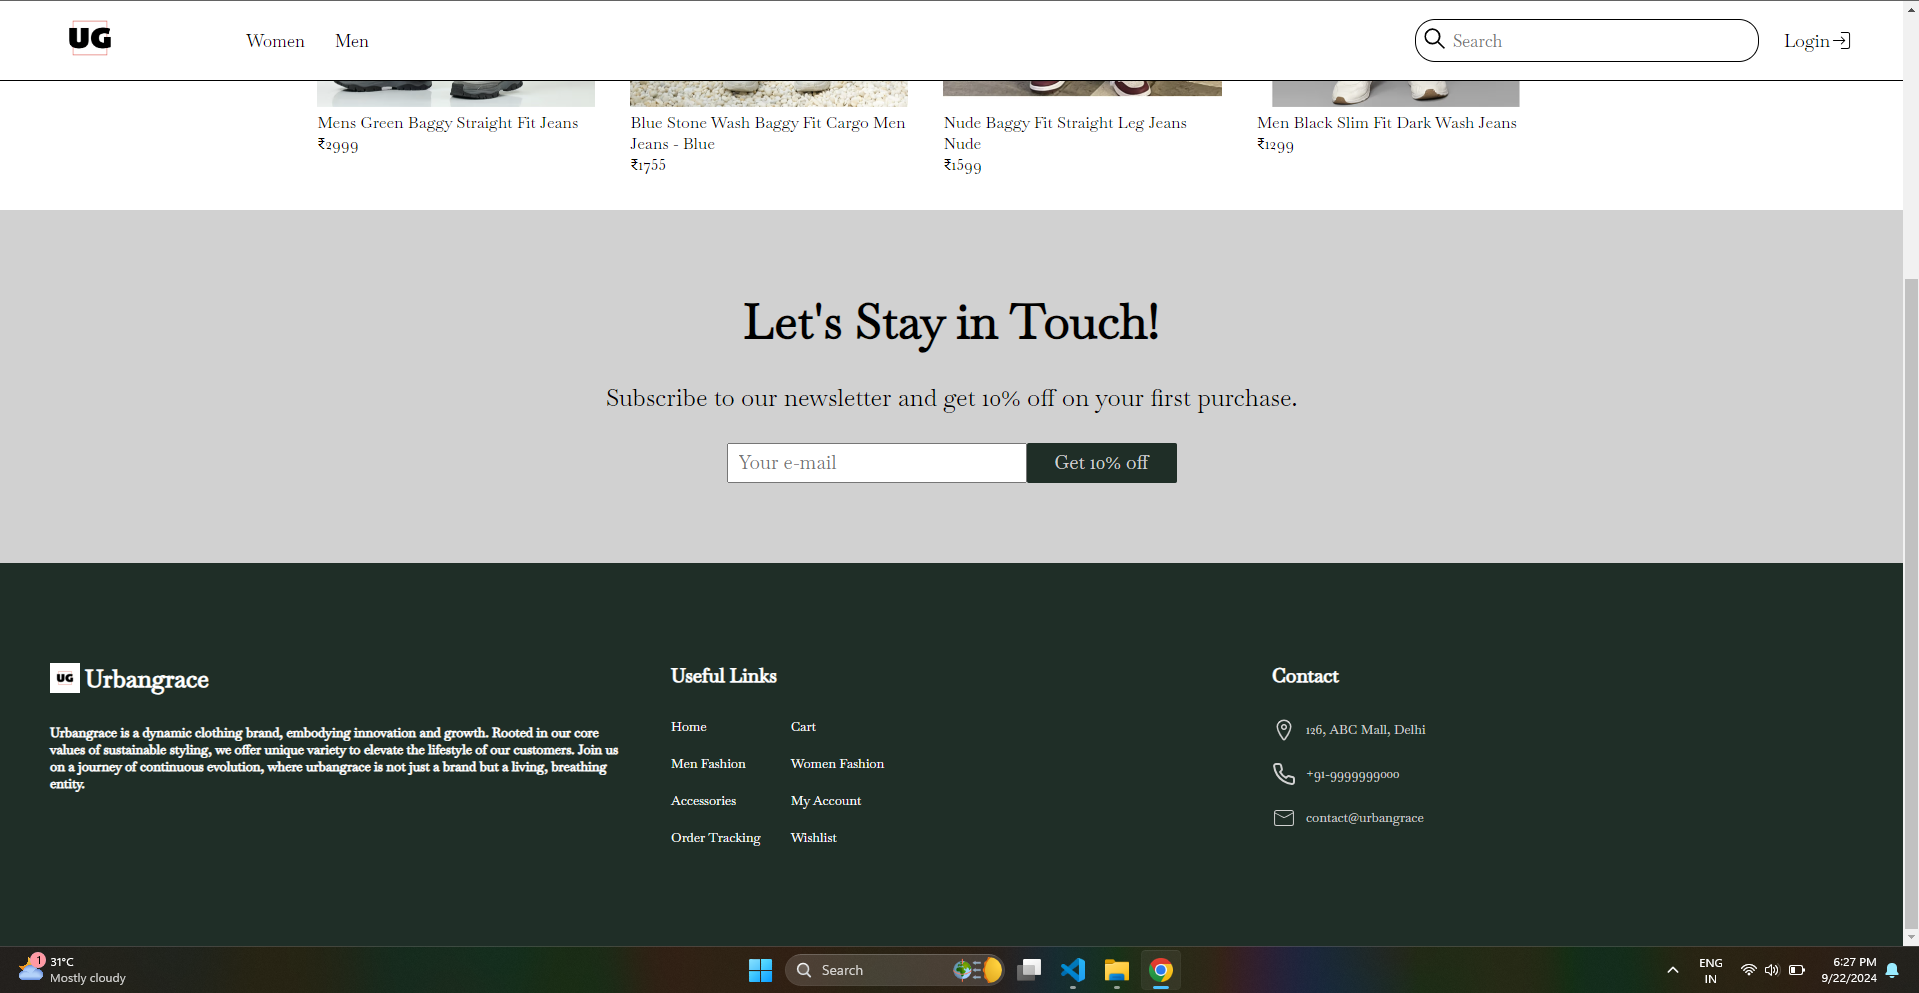 UG
Women
Men
Search
Login
Mens Green Baggy Straight Fit Jeans
₹2999
Blue Stone Wash Baggy Fit Cargo Men
Jeans - Blue
₹1755
Nude Baggy Fit Straight Leg Jeans
Nude
₹1599
Men Black Slim Fit Dark Wash Jeans
₹1299
Let's Stay in Touch!
Subscribe to our newsletter and get 10% off on your first purchase.
Your e-mail
Get 10% off
UG
Urbangrace
Urbangrace is a dynamic clothing brand, embodying innovation and growth. Rooted in our core
values of sustainable styling, we offer unique variety to elevate the lifestyle of our customers. Join us
on a journey of continuous evolution, where urbangrace is not just a brand but a living, breathing
entity.
Useful Links
Home
Cart
Men Fashion
Women Fashion
Accessories
My Account
Order Tracking
Wishlist
Contact
126, ABC Mall, Delhi
+91-9999999000
contact@urbangrace
1
31°C
Mostly cloudy
Search
ENG
IN
6:27 PM
9/22/2024